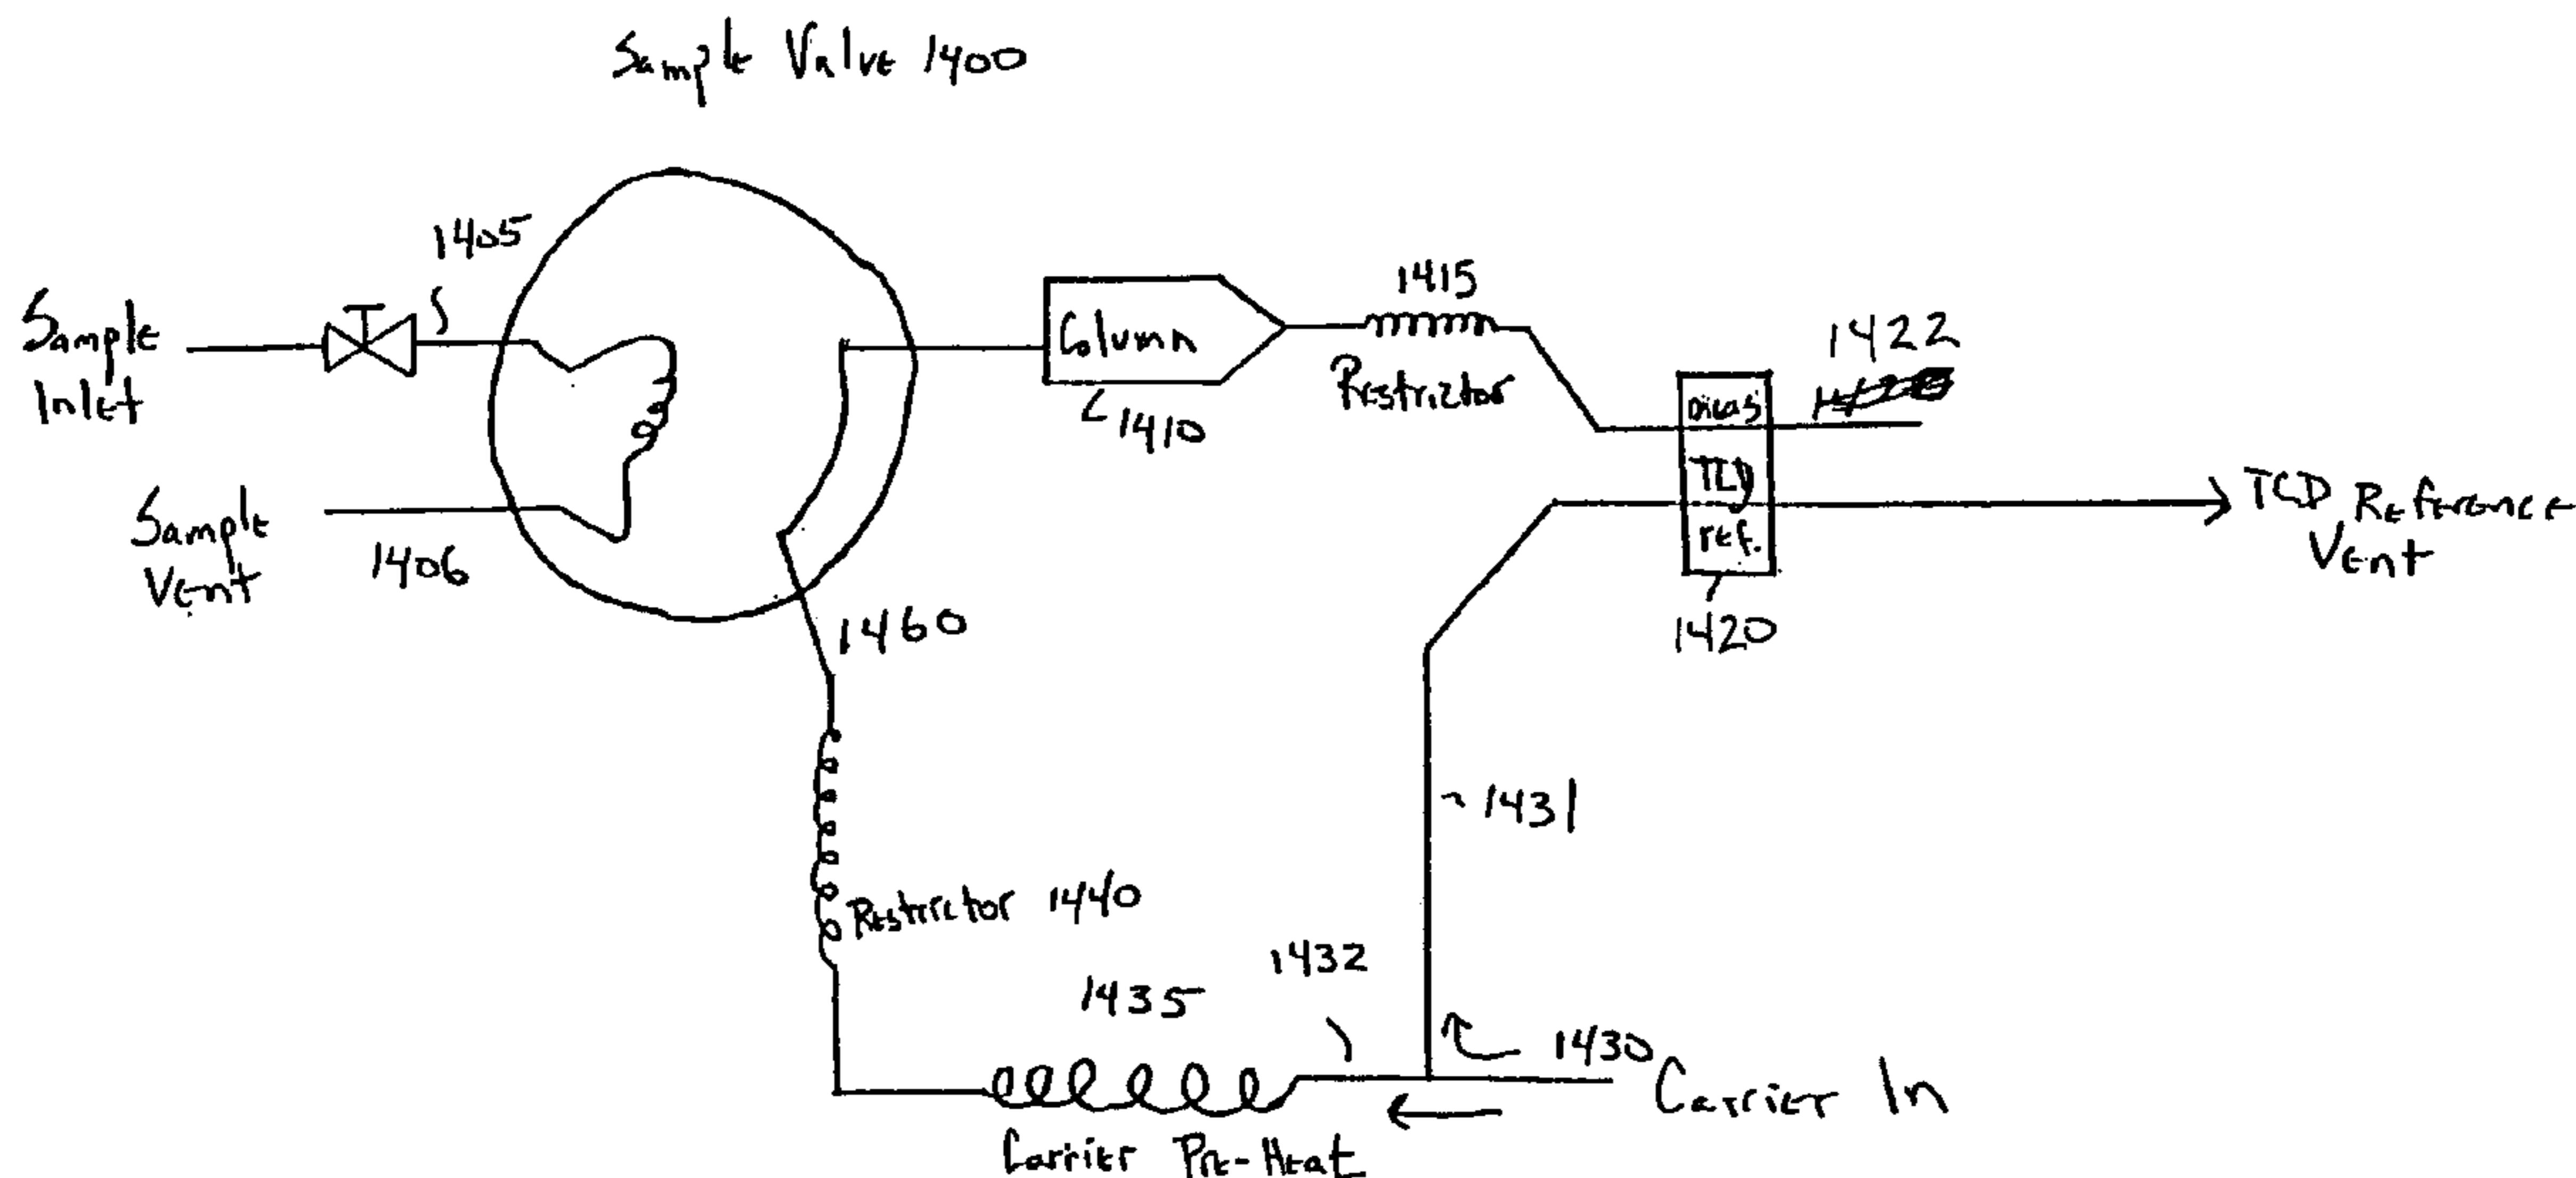 Sample Valve 1400
1405
Sample
Inlet
Sample
Vent
1406
Column
1410
1415
Restrictor
1422
meas
TCD
ref.
1420
TCD Reference
Vent
1460
Restrictor 1440
1431
1432
1435
1430
Carrier In
Carrier Pre-Heat